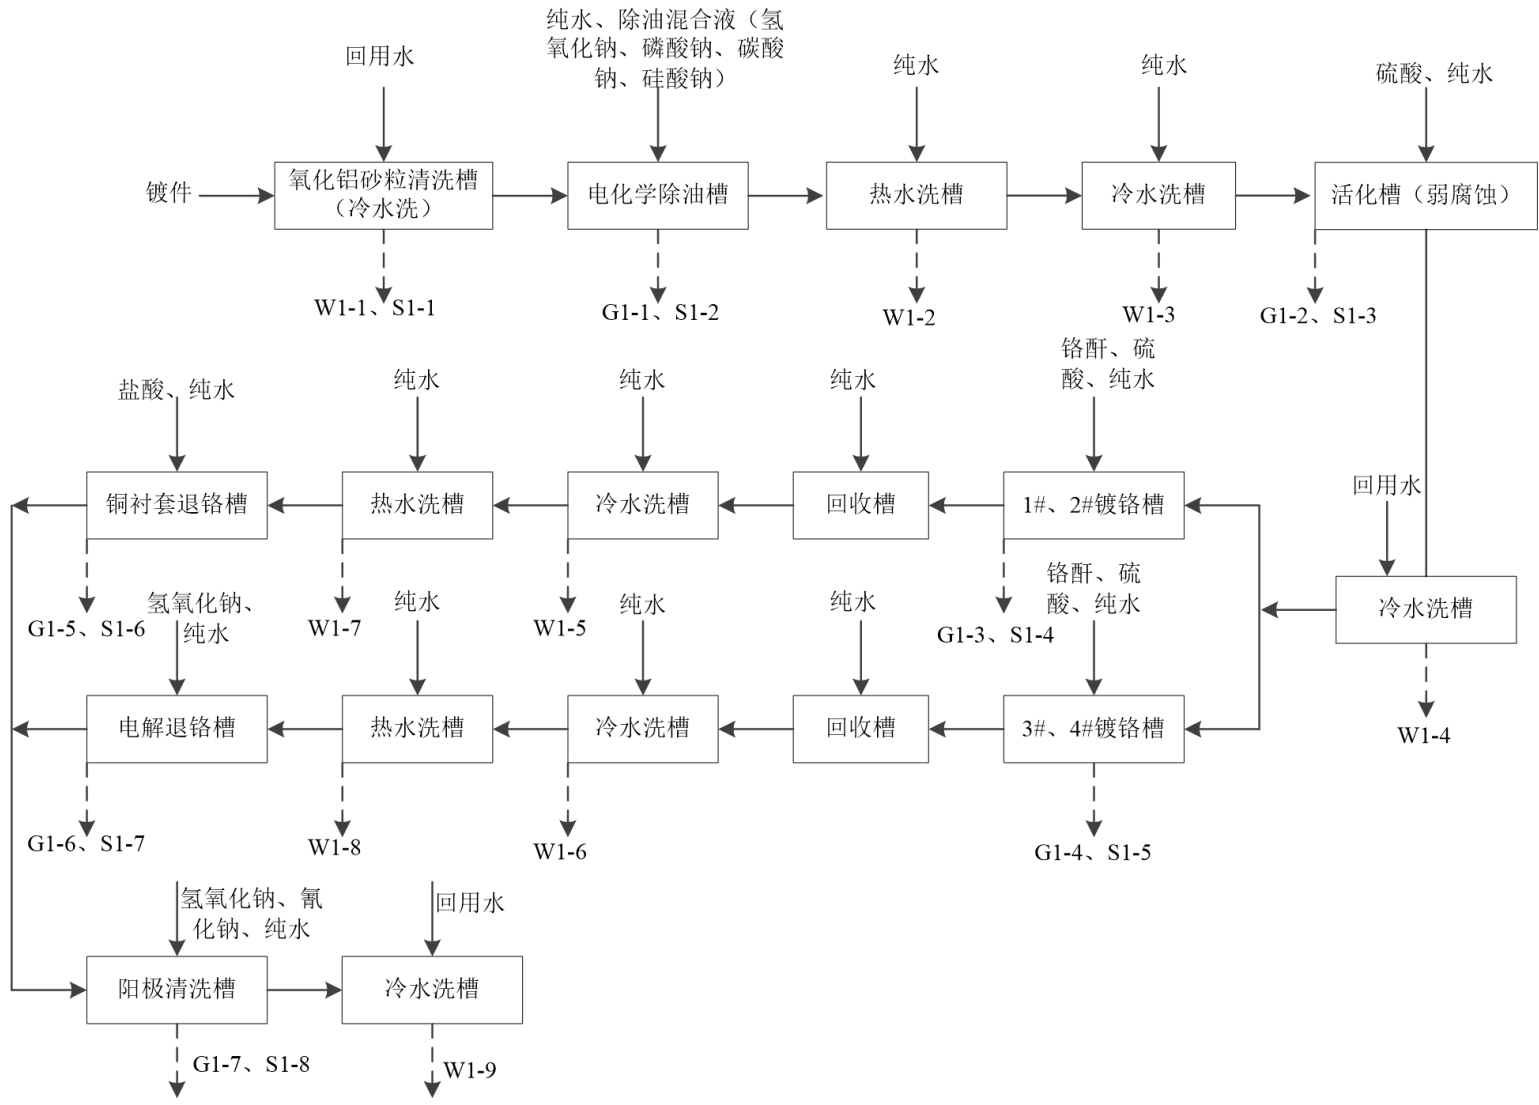 回用水
纯水、除油混合液（氢
氧化钠、磷酸钠、碳酸
钠、硅酸钠）
纯水
纯水
硫酸、纯水
镀件
氧化铝砂粒清洗槽
（冷水洗）
电化学除油槽
热水洗槽
冷水洗槽
活化槽（弱腐蚀）
W1-1、S1-1
G1-1、S1-2
W1-2
W1-3
G1-2、S1-3
盐酸、纯水
纯水
纯水
纯水
铬酐、硫
酸、纯水
铜衬套退铬槽
热水洗槽
冷水洗槽
回收槽
1#、2#镀铬槽
回用水
G1-5、S1-6
W1-7
W1-5
G1-3、S1-4
冷水洗槽
氢氧化钠、
纯水
纯水
纯水
纯水
铬酐、硫
酸、纯水
电解退铬槽
热水洗槽
冷水洗槽
回收槽
3#、4#镀铬槽
W1-4
G1-6、S1-7
W1-8
W1-6
G1-4、S1-5
氢氧化钠、氰
化钠、纯水
回用水
阳极清洗槽
冷水洗槽
G1-7、S1-8
W1-9